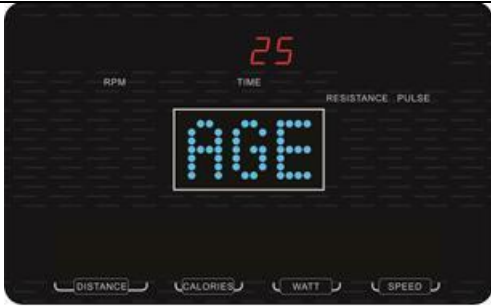 25
RPM TIME
RESISTANCE PULSE
AGE
DISTANCE CALORIES WATT SPEED